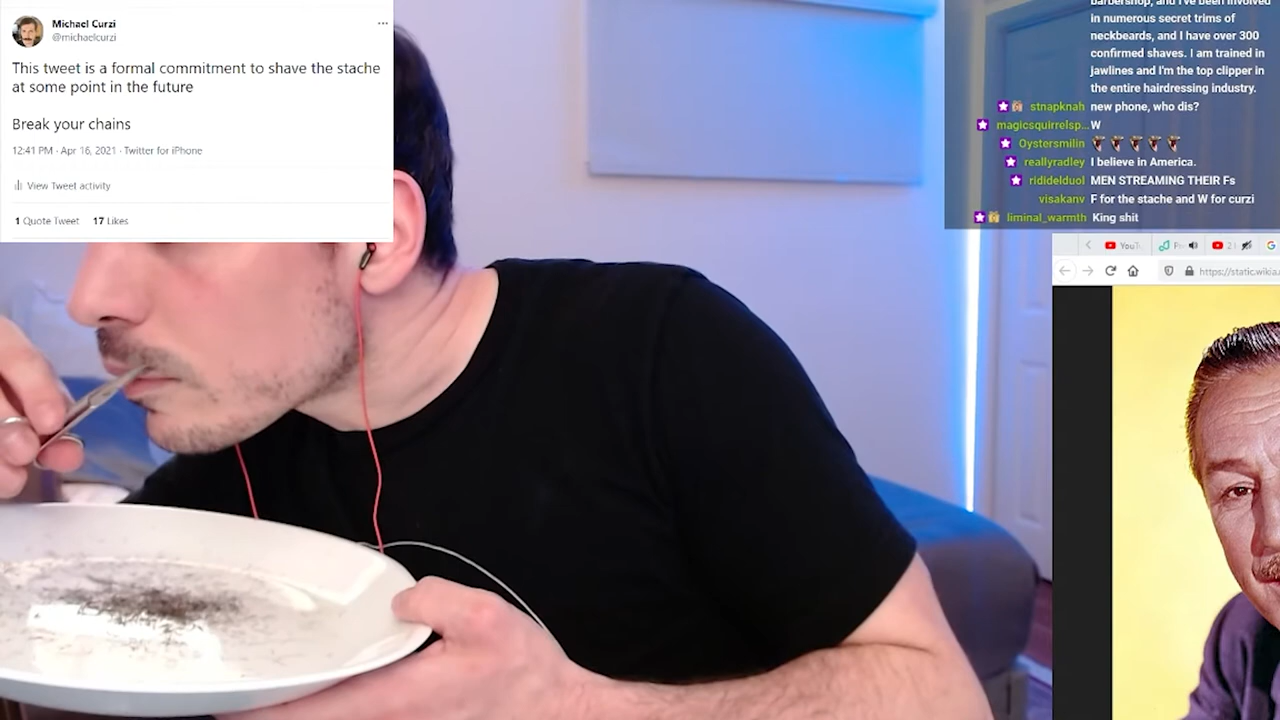 Michael Curzi
@michaelcurzi
This tweet is a formal commitment to shave the stache
at some point in the future
Break your chains
12:41 PM · Apr 16, 2021 · Twitter for iPhone
View Tweet activity
1 Quote Tweet 17 Likes
barbershop, and I've been involved
in numerous secret trims of
neckbeards, and I have over 300
confirmed shaves. I am trained in
jawlines and I'm the top clipper in
the entire hairdressing industry.
stnapknah new phone, who dis?
magicsquirrelsp... W
Oystersmilin
reallyradley I believe in America.
rididelduol MEN STREAMING THEIR Fs
visakanv F for the stache and W for curzi
liminal_warmth King shit
YouT
https://static.wikia.